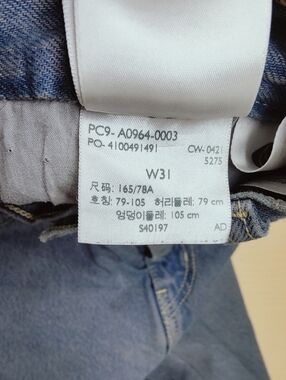 PC9- A0964-0003
PO- 4100491491 CW- 0421
5275
W31
尺码: 165/78A
호칭: 79-105 허리둘레: 79 cm
엉덩이둘레: 105 cm
S40197 AD